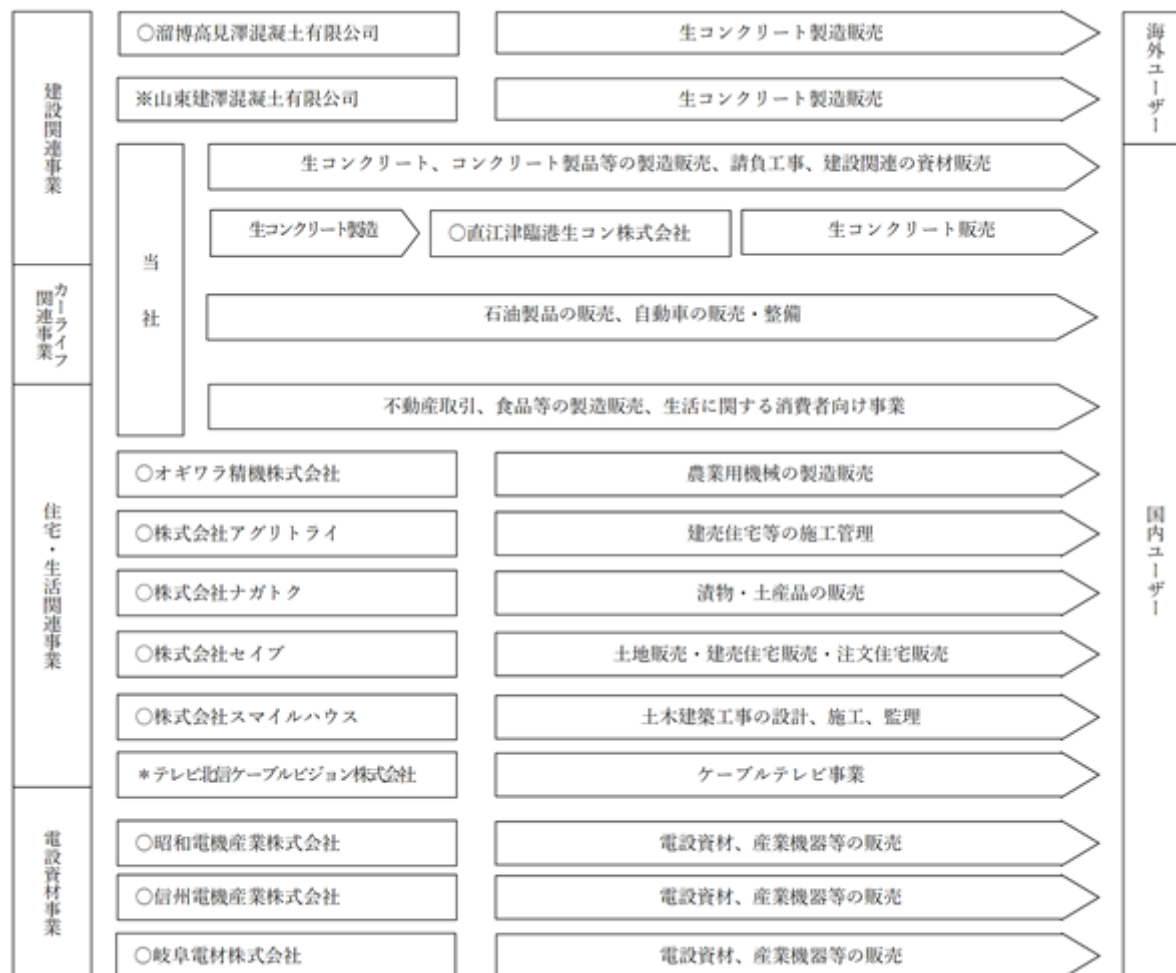 建設関連事業
○溜博高見澤混凝土有限公司
生コンクリート製造販売
海外ユーザー
※山東建澤混凝土有限公司
生コンクリート製造販売
当社
生コンクリート、コンクリート製品等の製造販売、請負工事、建設関連の資材販売
生コンクリート製造
○直江津臨港生コン株式会社
生コンクリート販売
カーライフ
関連事業
石油製品の販売、自動車の販売・整備
国内ユーザー
住宅・生活関連事業
不動産取引、食品等の製造販売、生活に関する消費者向け事業
○オギワラ精機株式会社
農業用機械の製造販売
○株式会社アグリトライ
建売住宅等の施工管理
○株式会社ナガトク
漬物・土産品の販売
○株式会社セイブ
土地販売・建売住宅販売・注文住宅販売
○株式会社スマイルハウス
土木建築工事の設計、施工、監理
＊テレビ北信ケーブルビジョン株式会社
ケーブルテレビ事業
電設資材事業
○昭和電機産業株式会社
電設資材、産業機器等の販売
○信州電機産業株式会社
電設資材、産業機器等の販売
○岐阜電材株式会社
電設資材、産業機器等の販売